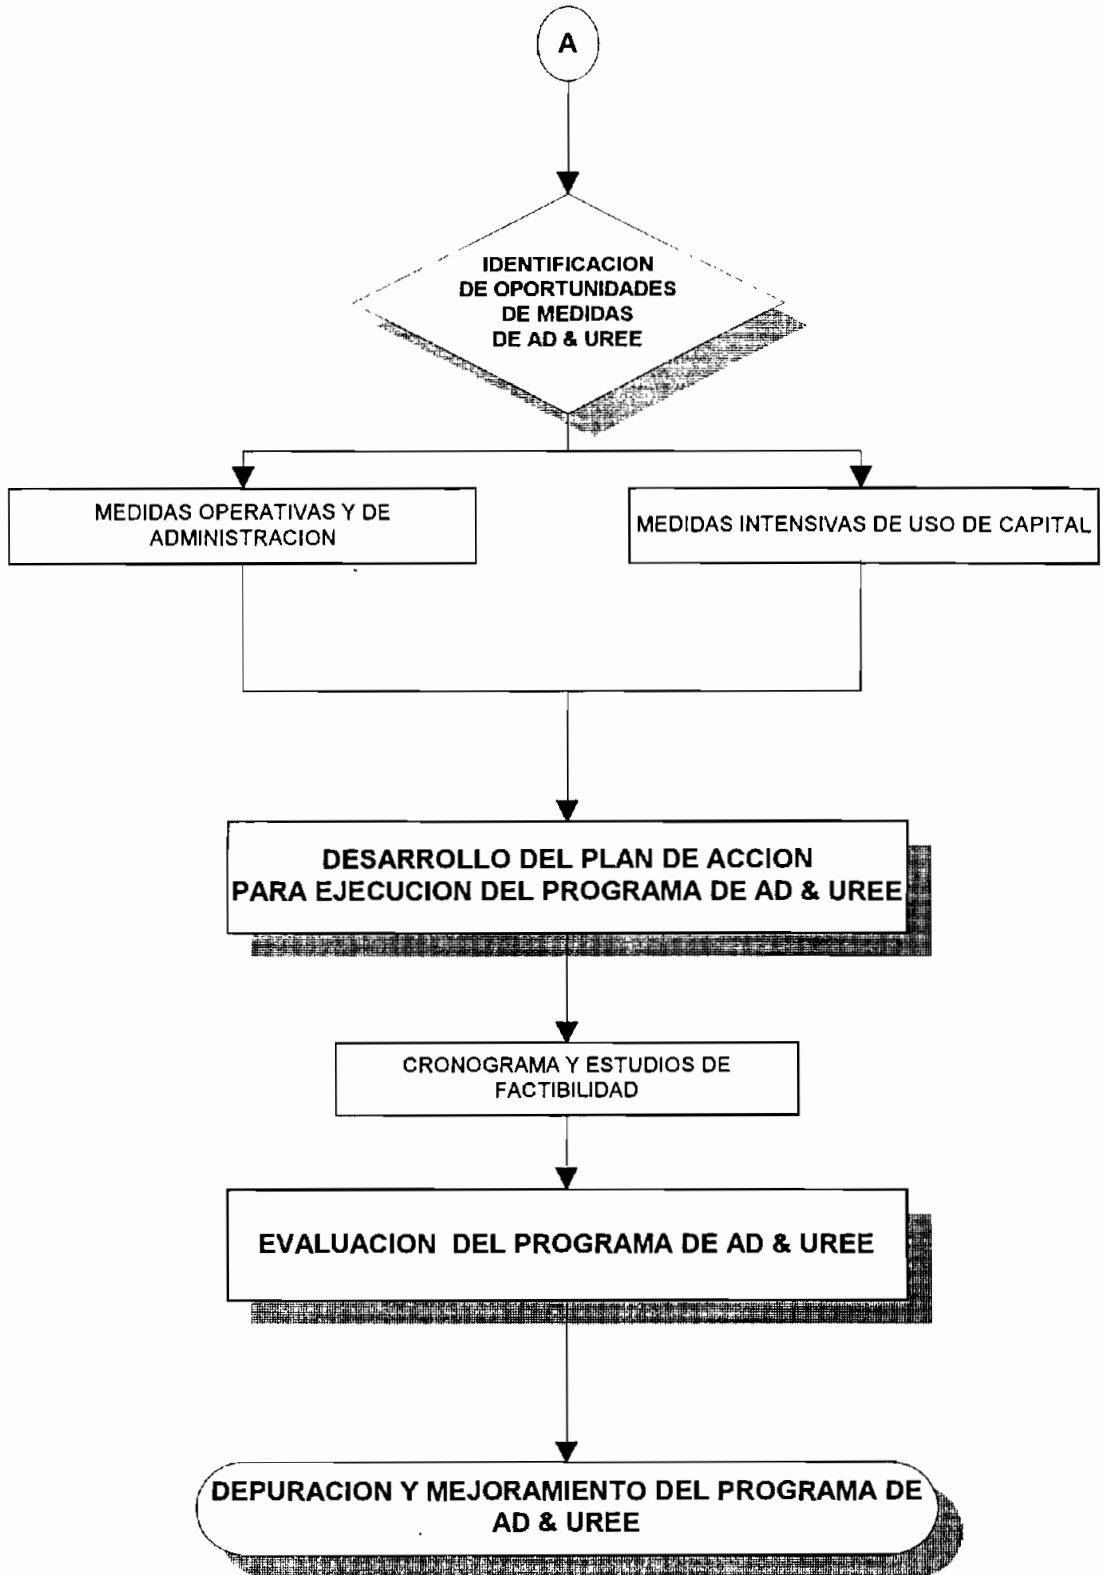 A
IDENTIFICACION
DE OPORTUNIDADES
DE MEDIDAS
DE AD & UREE
MEDIDAS OPERATIVAS Y DE
ADMINISTRACION
MEDIDAS INTENSIVAS DE USO DE CAPITAL
DESARROLLO DEL PLAN DE ACCION
PARA EJECUCION DEL PROGRAMA DE AD & UREE
CRONOGRAMA Y ESTUDIOS DE
FACTIBILIDAD
EVALUACION DEL PROGRAMA DE AD & UREE
DEPURACION Y MEJORAMIENTO DEL PROGRAMA DE
AD & UREE